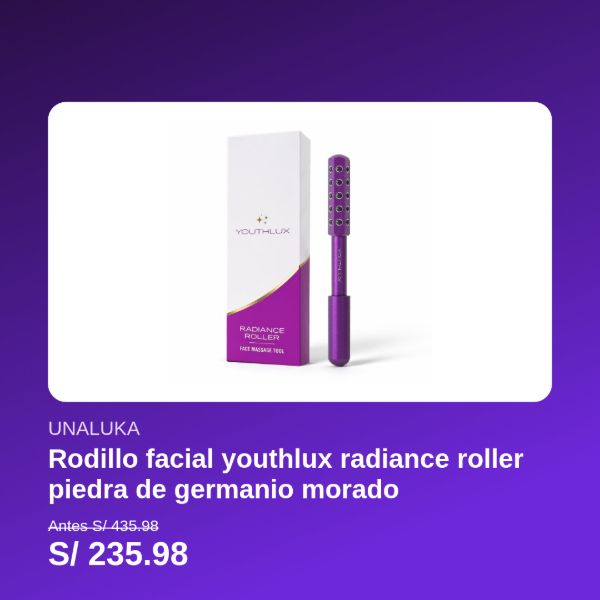 YOUTHLUX
RADIANCE
ROLLER
FACE MASSAGE TOOL
YOUTHLUX
UNALUKA
Rodillo facial youthlux radiance roller
piedra de germanio morado
Antes S/ 435.98
S/ 235.98